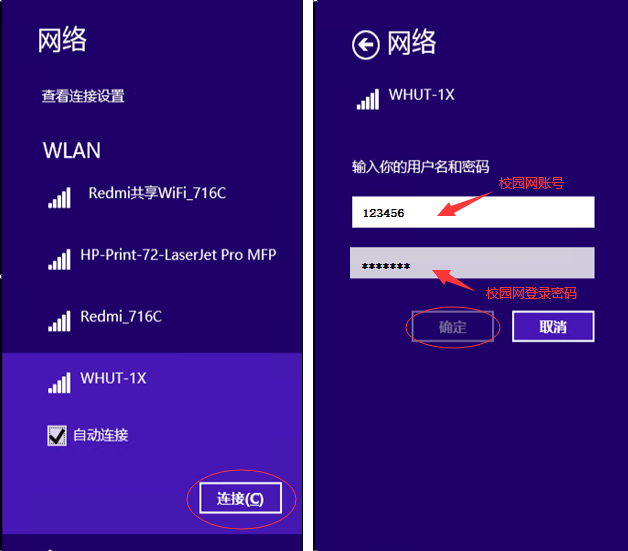 网络
查看连接设置
WLAN
Redmi共享WiFi_716C
HP-Print-72-LaserJet Pro MFP
Redmi_716C
WHUT-1X
自动连接
连接(C)
网络
WHUT-1X
输入你的用户名和密码
校园网账号
123456
*******
校园网登录密码
确定
取消